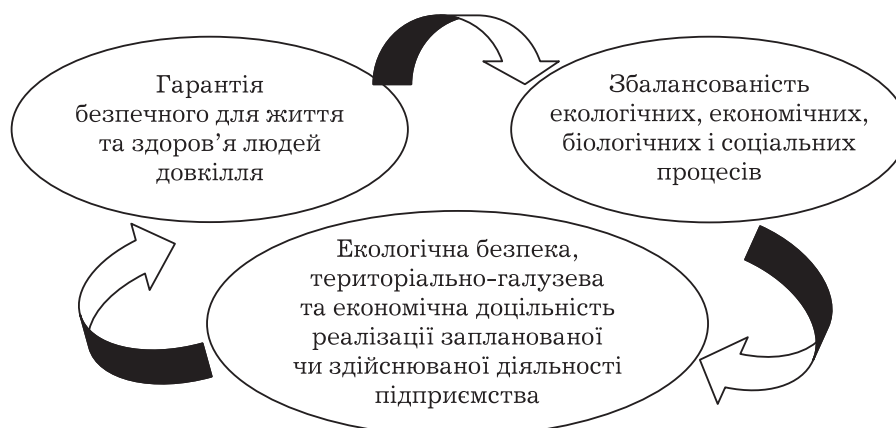 Гарантія
безпечного для життя
та здоров’я людей
довкілля
Збалансованість
екологічних, економічних,
біологічних і соціальних
процесів
Екологічна безпека,
територіально-галузева
та економічна доцільність
реалізації запланованої
чи здійснюваної діяльності
підприємства